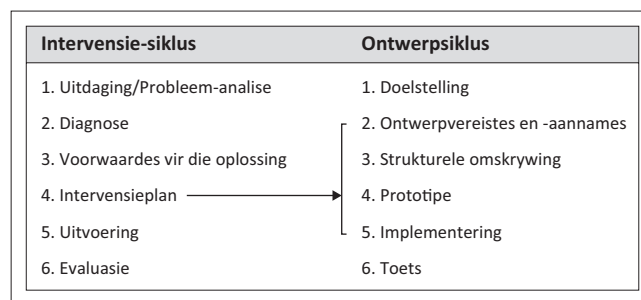 Intervensie-siklus
1. Uitdaging/Probleem-analise
2. Diagnose
3. Voorwaardes vir die oplossing
4. Intervensieplan
5. Uitvoering
6. Evaluasie
Ontwerpsiklus
1. Doelstelling
2. Ontwerpvereistes en -aannames
3. Strukturele omskrywing
4. Prototipe
5. Implementering
6. Toets